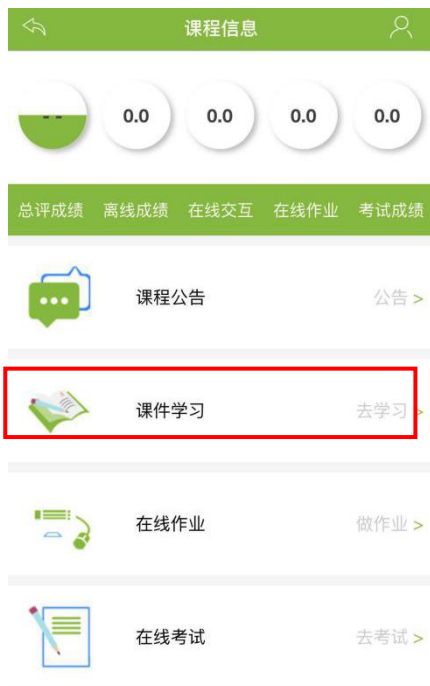 课程信息
-- 0.0 0.0 0.0 0.0
总评成绩 离线成绩 在线交互 在线作业 考试成绩
课程公告 公告 >
课件学习 去学习 >
在线作业 做作业 >
在线考试 去考试 >